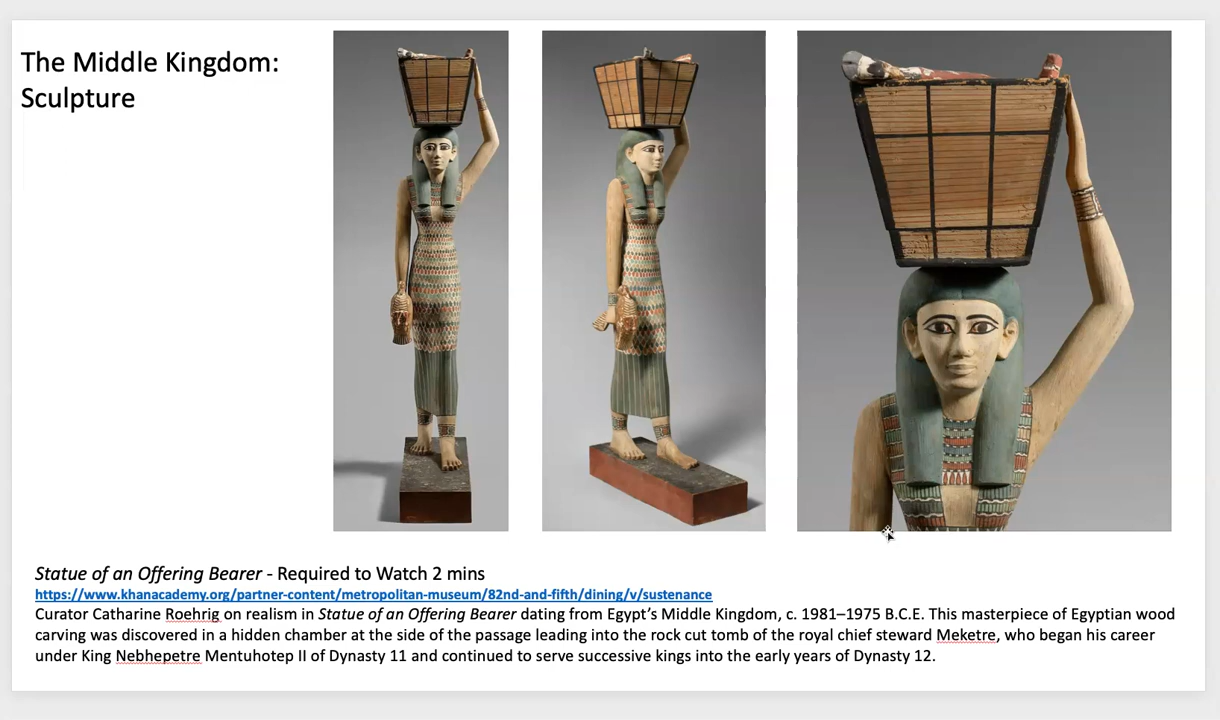 The Middle Kingdom:
Sculpture
Statue of an Offering Bearer - Required to Watch 2 mins
https://www.khanacademy.org/partner-content/metropolitan-museum/82nd-and-fifth/dining/v/sustenance
Curator Catharine Roehrig on realism in Statue of an Offering Bearer dating from Egypt’s Middle Kingdom, c. 1981–1975 B.C.E. This masterpiece of Egyptian wood
carving was discovered in a hidden chamber at the side of the passage leading into the rock cut tomb of the royal chief steward Meketre, who began his career
under King Nebhepetre Mentuhotep II of Dynasty 11 and continued to serve successive kings into the early years of Dynasty 12.